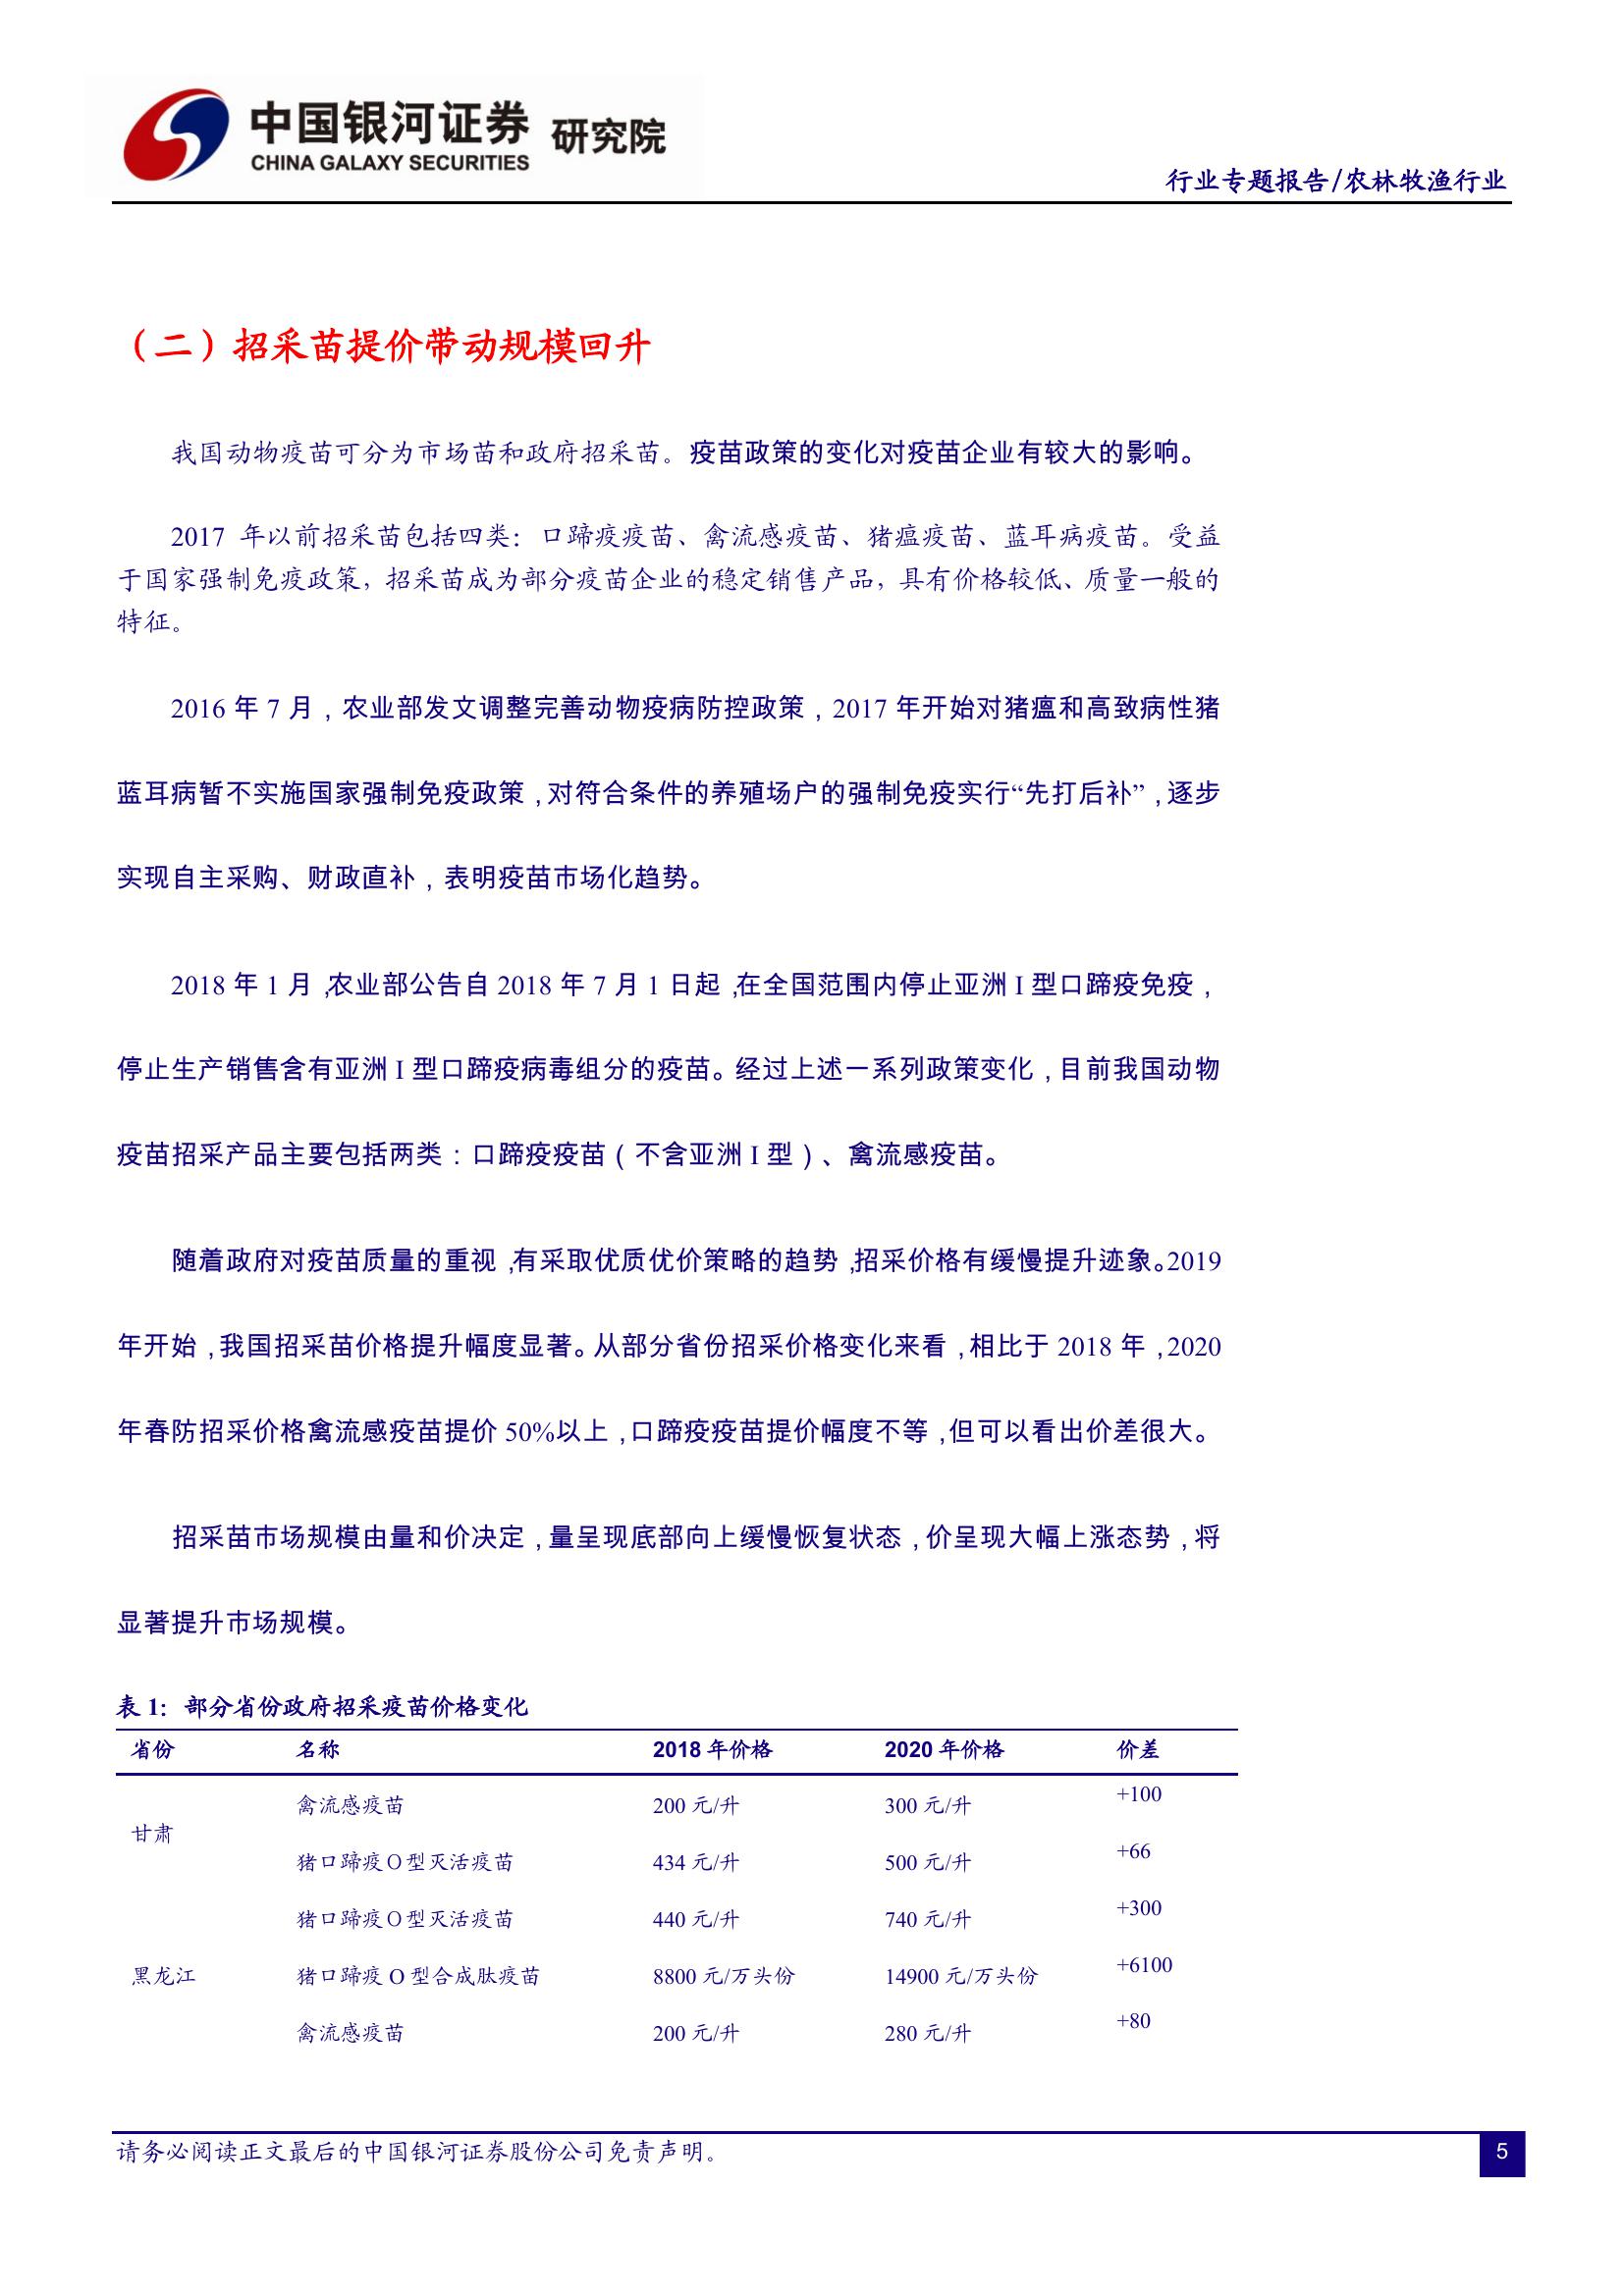 中国银河证券 研究院
CHINA GALAXY SECURITIES
行业专题报告/农林牧渔行业
（二）招采苗提价带动规模回升
我国动物疫苗可分为市场苗和政府招采苗。疫苗政策的变化对疫苗企业有较大的影响。
2017 年以前招采苗包括四类：口蹄疫疫苗、禽流感疫苗、猪瘟疫苗、蓝耳病疫苗。受益
于国家强制免疫政策，招采苗成为部分疫苗企业的稳定销售产品，具有价格较低、质量一般的
特征。
2016 年 7 月，农业部发文调整完善动物疫病防控政策，2017 年开始对猪瘟和高致病性猪
蓝耳病暂不实施国家强制免疫政策，对符合条件的养殖场户的强制免疫实行“先打后补”，逐步
实现自主采购、财政直补，表明疫苗市场化趋势。
2018 年 1 月，农业部公告自 2018 年 7 月 1 日起，在全国范围内停止亚洲 I 型口蹄疫免疫，
停止生产销售含有亚洲 I 型口蹄疫病毒组分的疫苗。经过上述一系列政策变化，目前我国动物
疫苗招采产品主要包括两类：口蹄疫疫苗（不含亚洲 I 型）、禽流感疫苗。
随着政府对疫苗质量的重视，有采取优质优价策略的趋势，招采价格有缓慢提升迹象。2019
年开始，我国招采苗价格提升幅度显著。从部分省份招采价格变化来看，相比于 2018 年，2020
年春防招采价格禽流感疫苗提价 50%以上，口蹄疫疫苗提价幅度不等，但可以看出价差很大。
招采苗市场规模由量和价决定，量呈现底部向上缓慢恢复状态，价呈现大幅上涨态势，将
显著提升市场规模。
表 1：部分省份政府招采疫苗价格变化
省份 名称 2018 年价格 2020 年价格 价差
甘肃 禽流感疫苗 200 元/升 300 元/升 +100
猪口蹄疫Ｏ型灭活疫苗 434 元/升 500 元/升 +66
猪口蹄疫Ｏ型灭活疫苗 440 元/升 740 元/升 +300
黑龙江 猪口蹄疫 O 型合成肽疫苗 8800 元/万头份 14900 元/万头份 +6100
禽流感疫苗 200 元/升 280 元/升 +80
请务必阅读正文最后的中国银河证券股份公司免责声明。
5